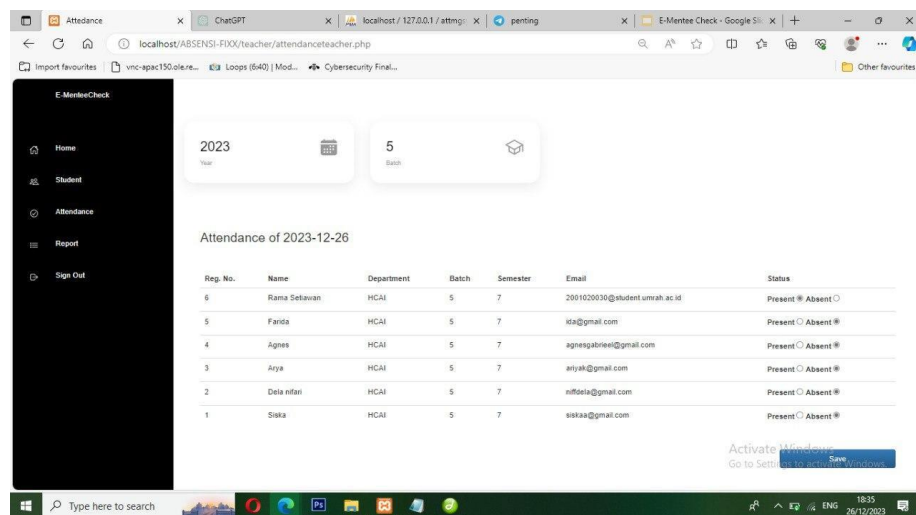 Attedance
ChatGPT
localhost / 127.0.0.1 / attmgs
penting
E-Mentee Check - Google Sli
localhost/ABSENSI-FIXX/teacher/attendanceteacher.php
Import favourites
vnc-apac150.ole.re...
Loops (6:40) | Mod...
Cybersecurity Final...
Other favourites
E-MenteeCheck
Home
Student
Attendance
Report
Sign Out
2023
Year
5
Batch
Attendance of 2023-12-26
Reg. No. Name Department Batch Semester Email Status
6 Rama Setiawan HCAI 5 7 2001020030@student.umrah.ac.id Present Absent
5 Farida HCAI 5 7 ida@gmail.com Present Absent
4 Agnes HCAI 5 7 agnesgabrieel@gmail.com Present Absent
3 Arya HCAI 5 7 ariyak@gmail.com Present Absent
2 Dela nifari HCAI 5 7 niffdela@gmail.com Present Absent
1 Siska HCAI 5 7 siskaa@gmail.com Present Absent
Activate Windows
Go to Settings to activate Windows.
Save
Type here to search
Ps
ENG
18:35
26/12/2023